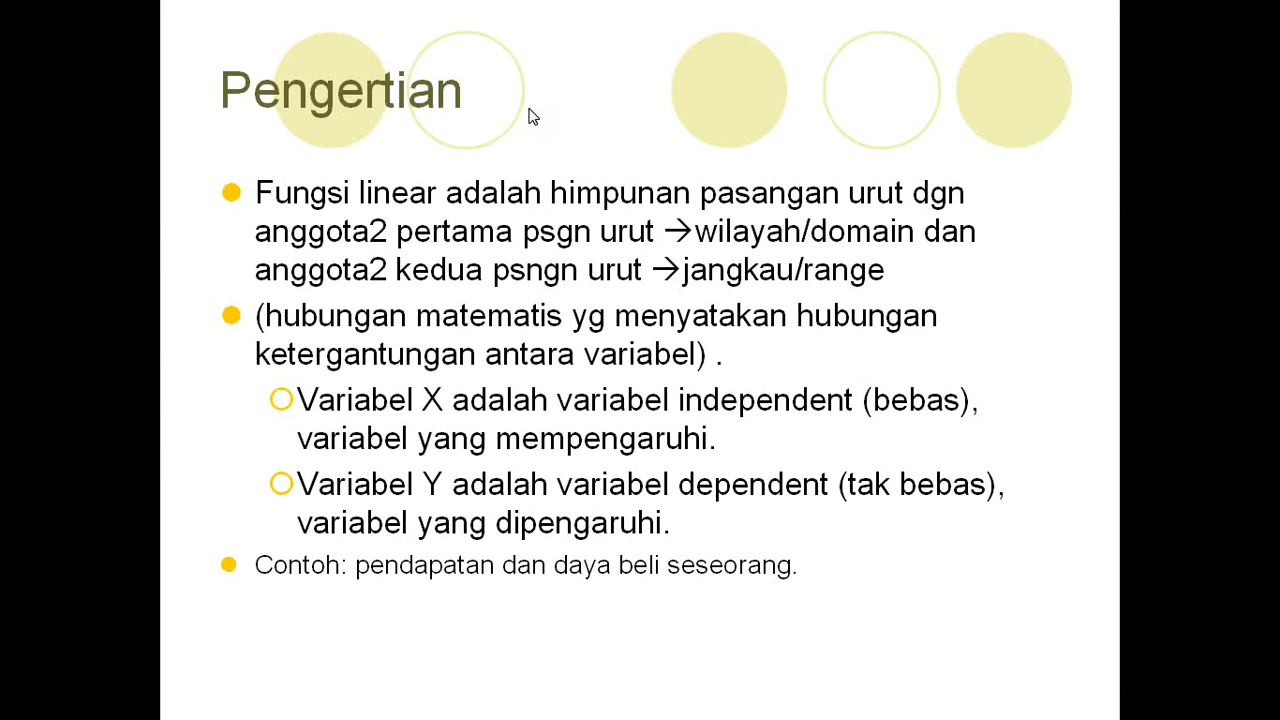 Pengertian
Fungsi linear adalah himpunan pasangan urut dgn
anggota2 pertama psgn urut →wilayah/domain dan
anggota2 kedua psngn urut →jangkau/range
(hubungan matematis yg menyatakan hubungan
ketergantungan antara variabel) .
Variabel X adalah variabel independent (bebas),
variabel yang mempengaruhi.
Variabel Y adalah variabel dependent (tak bebas),
variabel yang dipengaruhi.
Contoh: pendapatan dan daya beli seseorang.